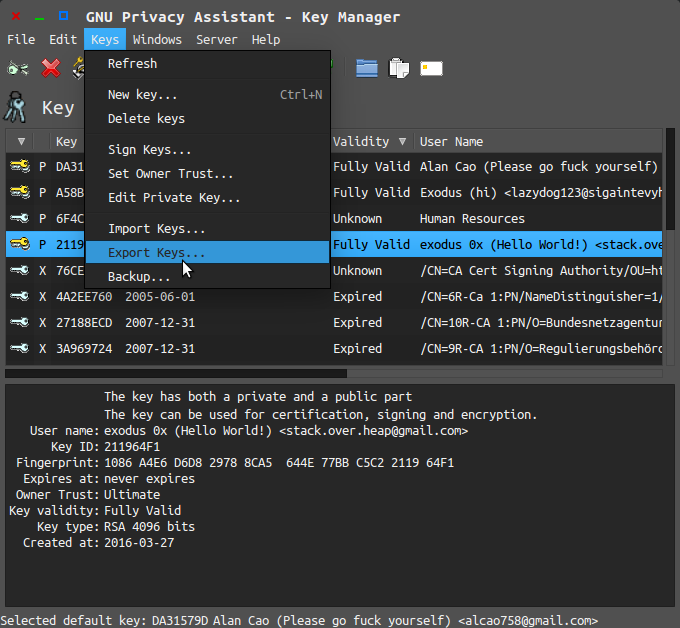 GNU Privacy Assistant - Key Manager
File Edit Keys Windows Server Help
Refresh
New key... Ctrl+N
Delete keys
Sign Keys...
Set Owner Trust...
Edit Private Key...
Import Keys...
Export Keys...
Backup...
Key
Key Validity User Name
P DA31 Fully Valid Alan Cao (Please go fuck yourself)
P A58B Fully Valid Exodus (hi) <lazydog123@sigaintevyh
P 6F4C Unknown Human Resources
P 2119 Fully Valid exodus 0x (Hello World!) <stack.ove
X 76CE Unknown /CN=CA Cert Signing Authority/OU=ht
X 4A2EE760 2005-06-01 Expired /CN=6R-Ca 1:PN/NameDistinguisher=1/
X 27188ECD 2007-12-31 Expired /CN=10R-CA 1:PN/O=Bundesnetzagentur
X 3A969724 2007-12-31 Expired /CN=9R-CA 1:PN/O=Regulierungsbehörd
The key has both a private and a public part
The key can be used for certification, signing and encryption.
User name: exodus 0x (Hello World!) <stack.over.heap@gmail.com>
Key ID: 211964F1
Fingerprint: 1086 A4E6 D6D8 2978 8CA5 644E 77BB C5C2 2119 64F1
Expires at: never expires
Owner Trust: Ultimate
Key validity: Fully Valid
Key type: RSA 4096 bits
Created at: 2016-03-27
Selected default key: DA31579D Alan Cao (Please go fuck yourself) <alcao758@gmail.com>